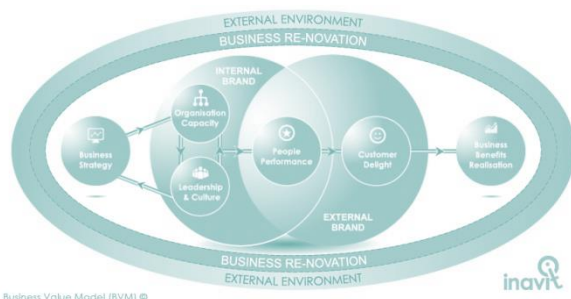 EXTERNAL ENVIRONMENT
BUSINESS RE-NOVATION
INTERNAL
BRAND
Organisation
Capacity
Business
Strategy
People
Performance
Customer
Delight
Business
Benefits
Realisation
Leadership
& Culture
EXTERNAL
BRAND
BUSINESS RE-NOVATION
EXTERNAL ENVIRONMENT
inavit
Business Value Model (BVM) ©